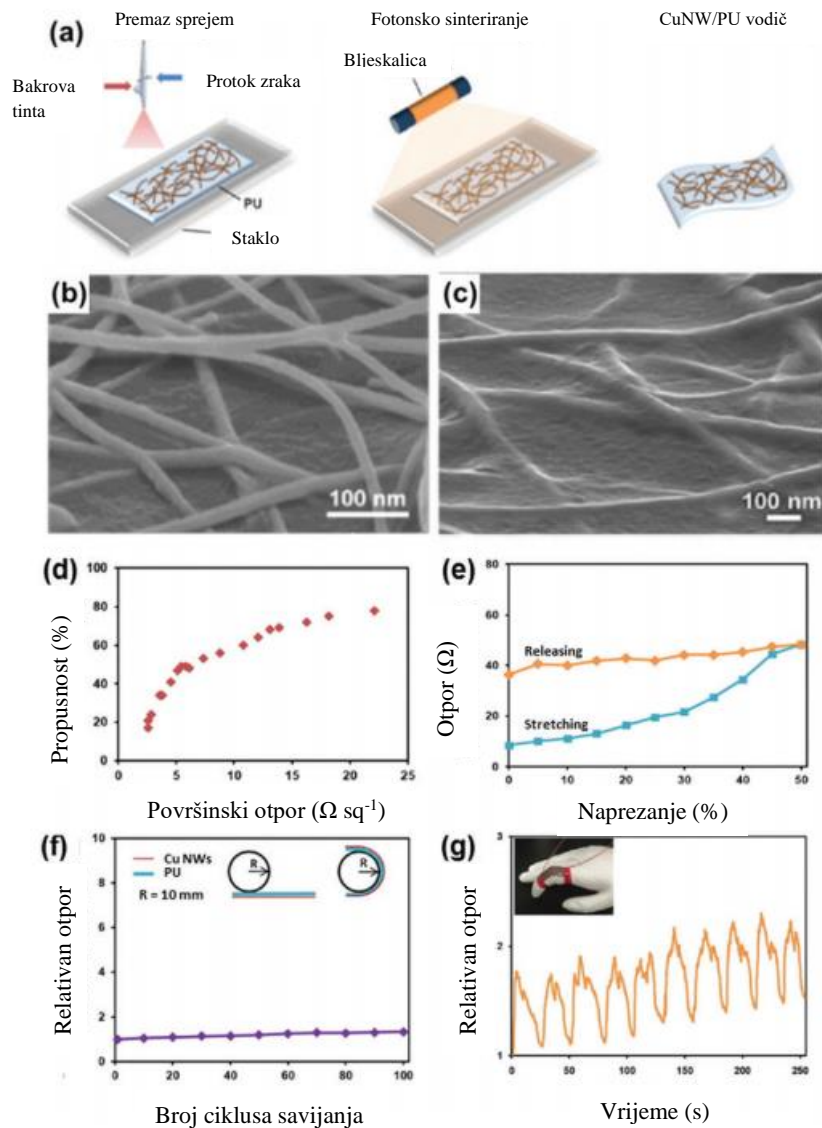 (a)
Premaz sprejem
Fotonsko sinteriranje
CuNW/PU vodič
Bljeskalica
Bakrova
tinta
Protok zraka
PU
Staklo
(b)
100 nm
(c)
100 nm
(d)
100
80
60
40
20
0
0 5 10 15 20 25
Propusnost (%)
Površinski otpor (Ω sq⁻¹)
(e)
80
60
40
20
0
0 10 20 30 40 50
Releasing
Stretching
Otpor (Ω)
Naprezanje (%)
(f)
10
8
6
4
2
0
0 20 40 60 80 100
Cu NWs
PU
R = 10 mm
R
R
Relativan otpor
Broj ciklusa savijanja
(g)
3
2
1
0 50 100 150 200 250
Relativan otpor
Vrijeme (s)